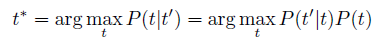 t* = arg max_t P(t|t′) = arg max_t P(t′|t)P(t)